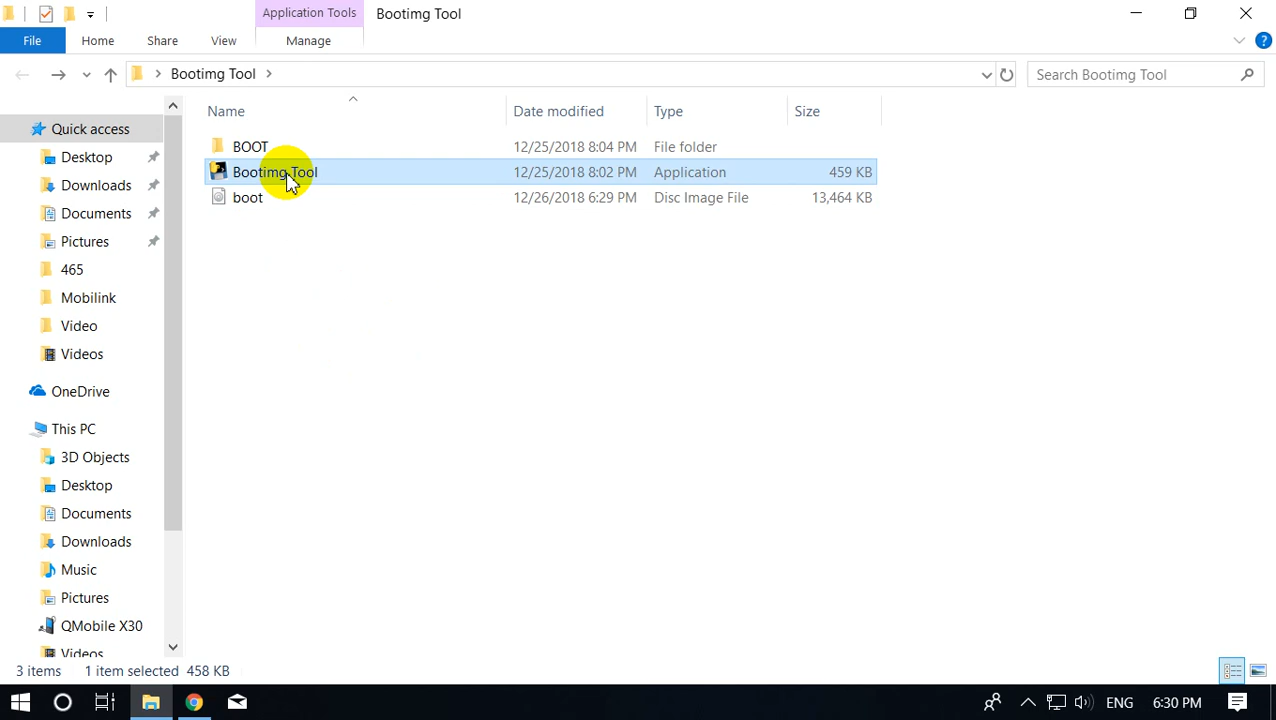 Application Tools Bootimg Tool
File Home Share View Manage
Bootimg Tool Search Bootimg Tool
Name Date modified Type Size
Quick access
Desktop
Downloads
Documents
Pictures
465
Mobilink
Video
Videos
OneDrive
This PC
3D Objects
Desktop
Documents
Downloads
Music
Pictures
QMobile X30
Videos
BOOT 12/25/2018 8:04 PM File folder
Bootimg Tool 12/25/2018 8:02 PM Application 459 KB
boot 12/26/2018 6:29 PM Disc Image File 13,464 KB
3 items 1 item selected 458 KB
ENG 6:30 PM